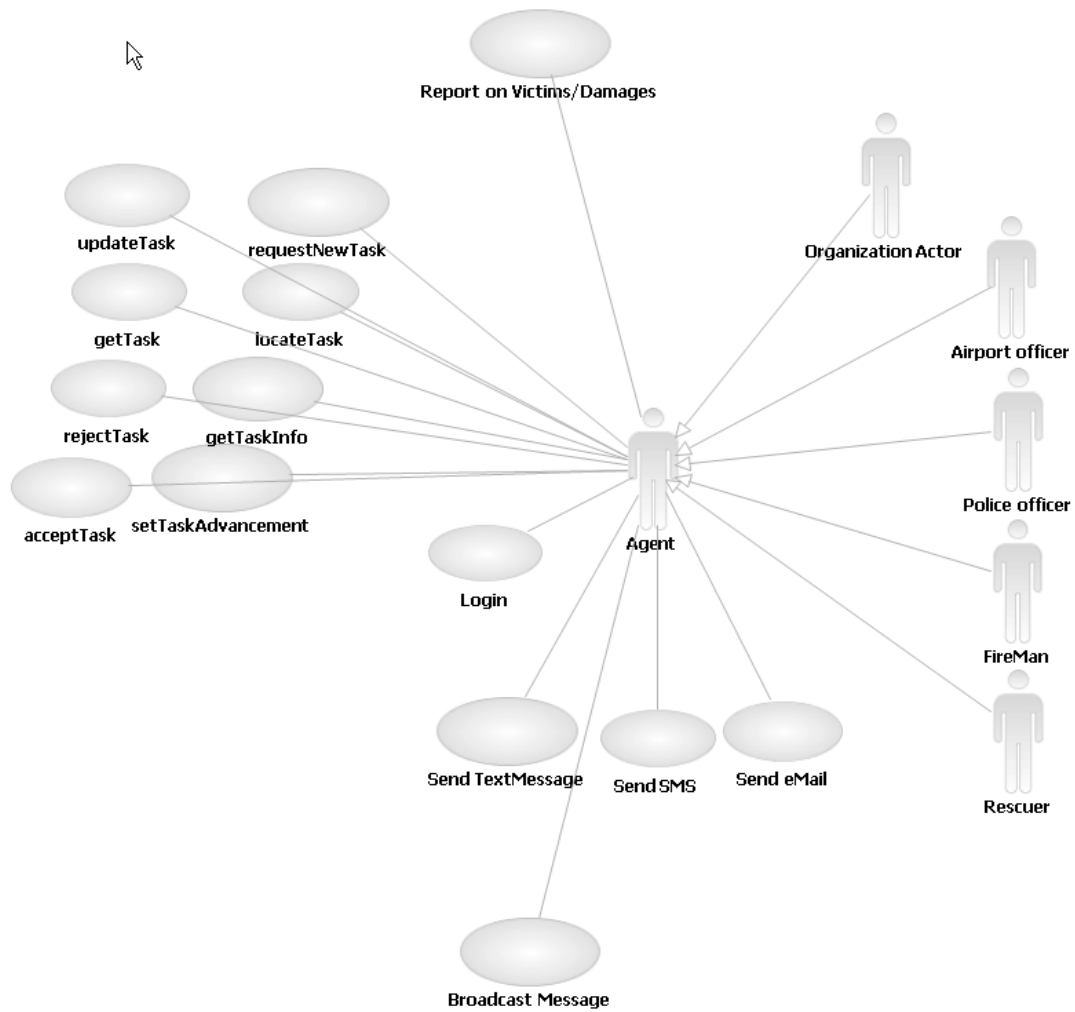 Report on Victims/Damages
updateTask
requestNewTask
Organization Actor
getTask
locateTask
Airport officer
rejectTask
getTaskInfo
acceptTask
setTaskAdvancement
Police officer
Agent
Login
FireMan
Send TextMessage
Send SMS
Send eMail
Rescuer
Broadcast Message